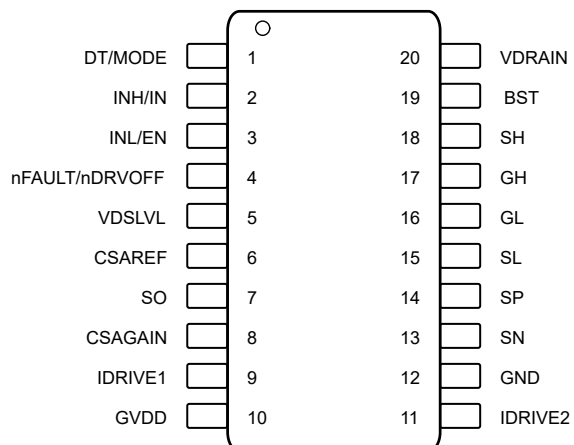 DT/MODE 1 20 VDRAIN
INH/IN 2 19 BST
INL/EN 3 18 SH
nFAULT/nDRVOFF 4 17 GH
VDSLVL 5 16 GL
CSAREF 6 15 SL
SO 7 14 SP
CSAGAIN 8 13 SN
IDRIVE1 9 12 GND
GVDD 10 11 IDRIVE2